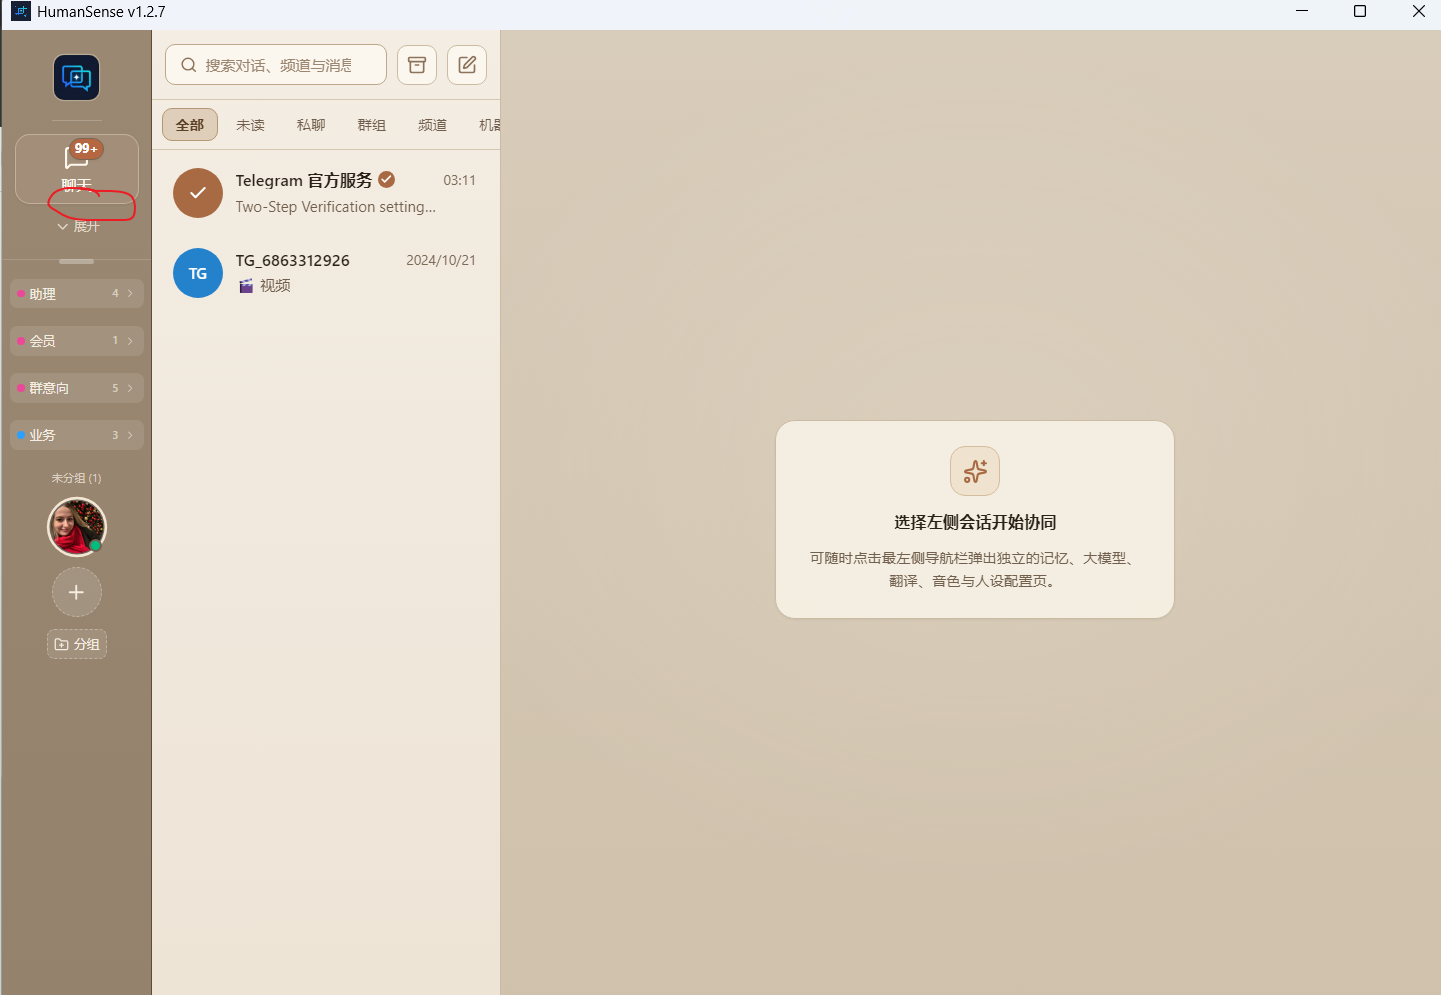 HumanSense v1.2.7
搜索对话、频道与消息
99+
聊天
展开
全部
未读
私聊
群组
频道
机器
Telegram 官方服务
03:11
Two-Step Verification setting...
TG
TG_6863312926
2024/10/21
视频
助理
4
会员
1
群意向
5
业务
3
未分组 (1)
分组
选择左侧会话开始协同
可随时点击最左侧导航栏弹出独立的记忆、大模型、
翻译、音色与人设配置页。